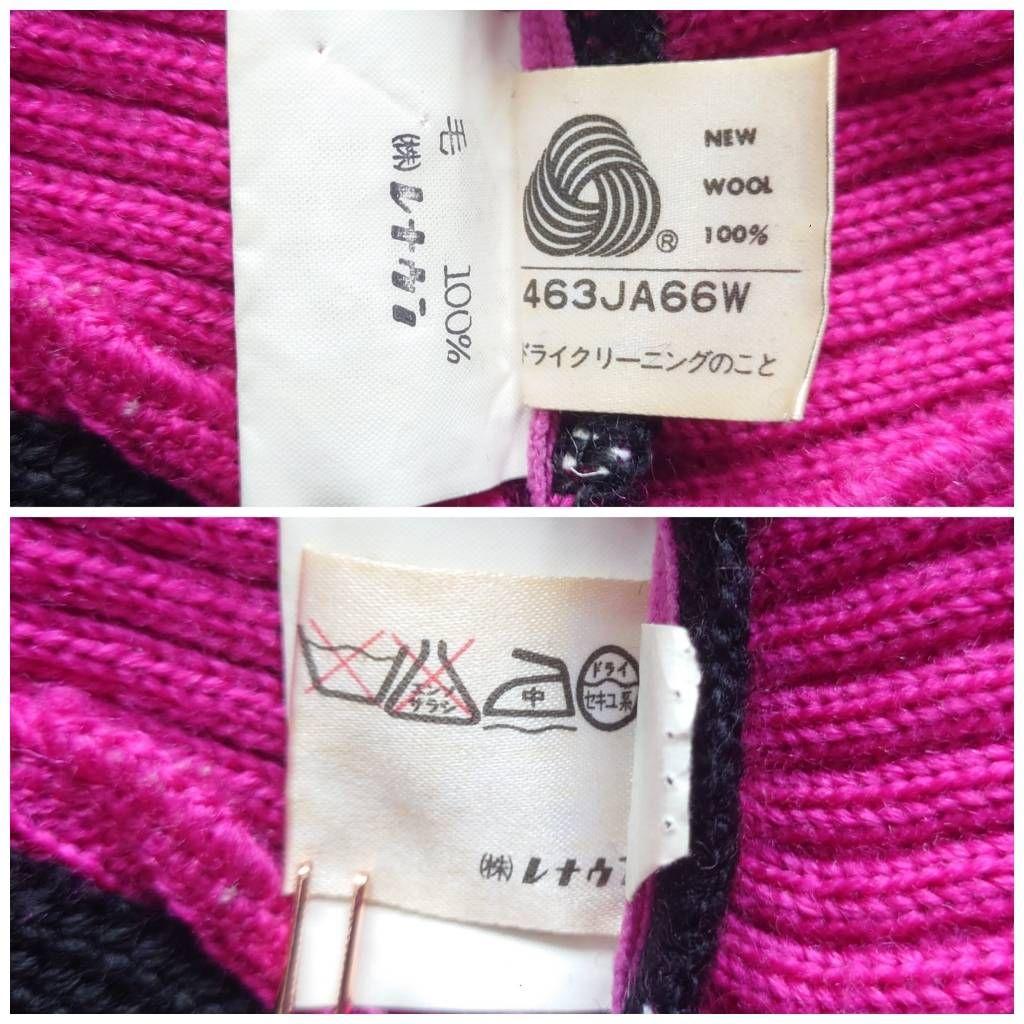 毛 100%
(株)レナウン
NEW
WOOL
100%
®
463JA66W
ドライクリーニングのこと
エンソ
サラシ
中
ドライ
セキユ系
(株)レナウン